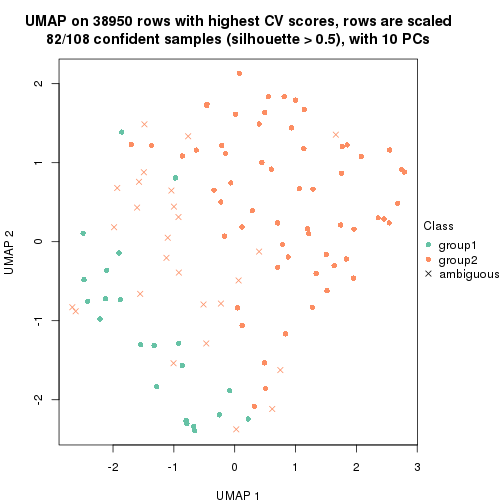 UMAP on 38950 rows with highest CV scores, rows are scaled
82/108 confident samples (silhouette > 0.5), with 10 PCs
UMAP 2
2
1
0
-1
-2
-2
-1
0
1
2
3
UMAP 1
Class
group1
group2
ambiguous